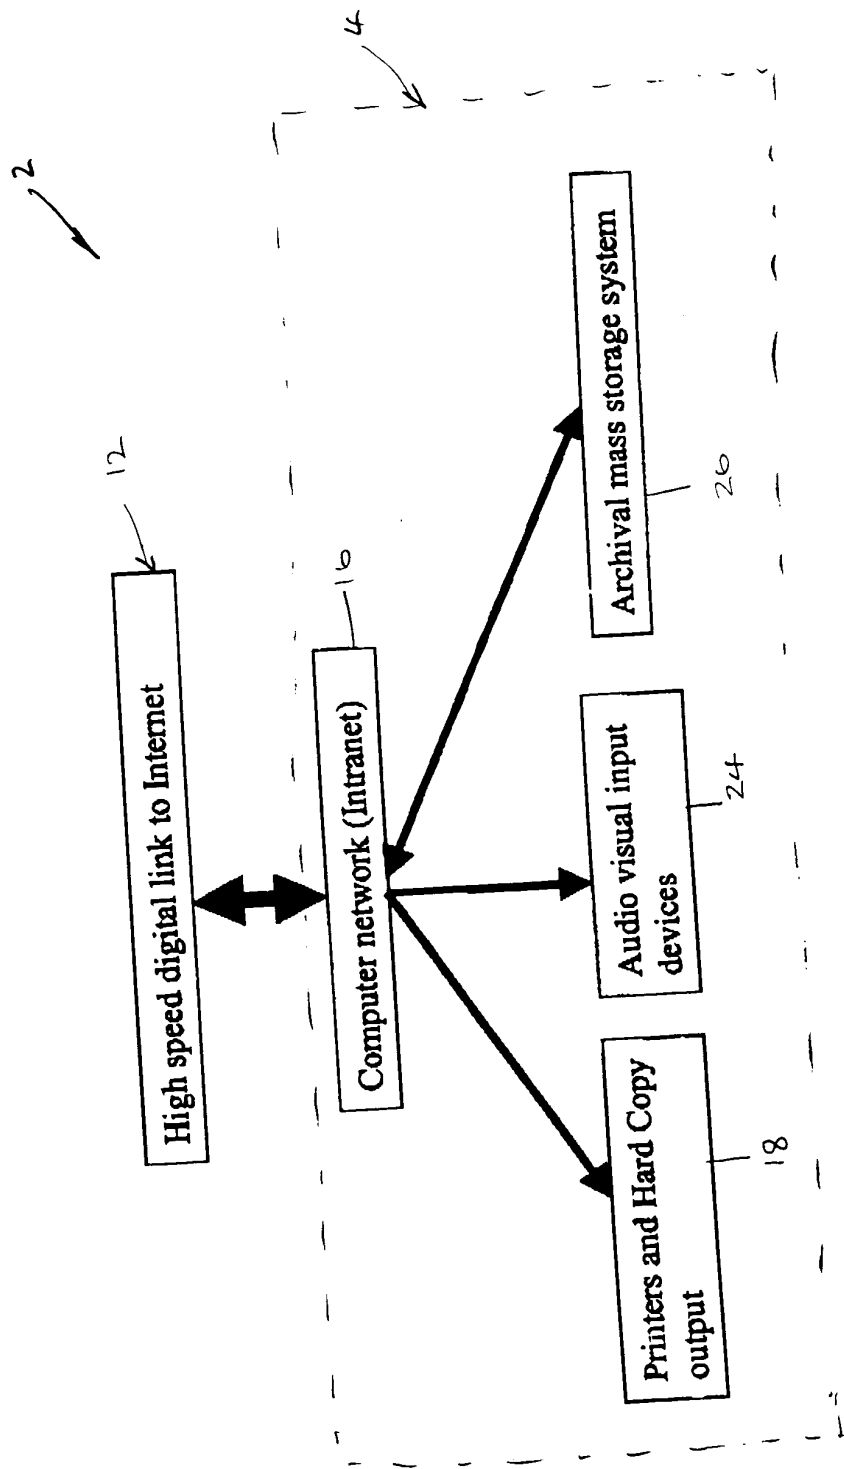 2
4
High speed digital link to Internet
12
Computer network (Intranet)
16
Printers and Hard Copy
output
18
Audio visual input
devices
24
Archival mass storage system
26